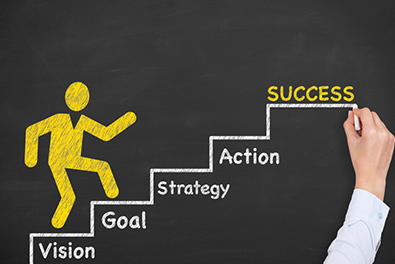 SUCCESS
Action
Strategy
Goal
Vision